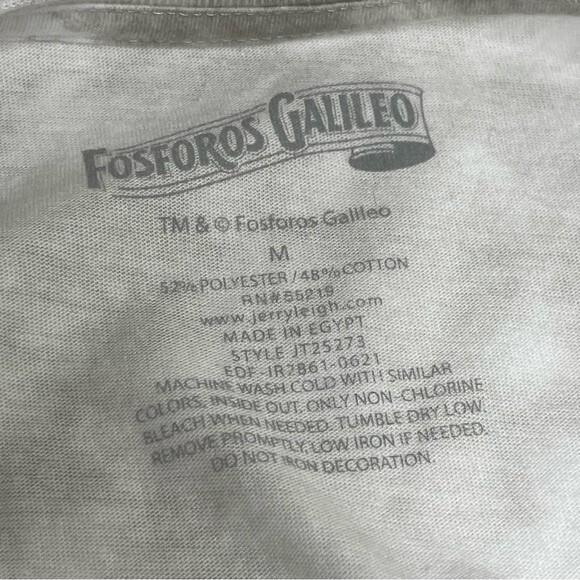 FOSFOROS GALILEO
TM & © Fosforos Galileo
M
52% POLYESTER / 48% COTTON
RN#55219
www.jerryleigh.com
MADE IN EGYPT
STYLE JT25273
EDF-IR7861-0621
MACHINE WASH COLD WITH SIMILAR
COLORS, INSIDE OUT. ONLY NON-CHLORINE
BLEACH WHEN NEEDED. TUMBLE DRY LOW.
REMOVE PROMPTLY, LOW IRON IF NEEDED.
DO NOT IRON DECORATION.